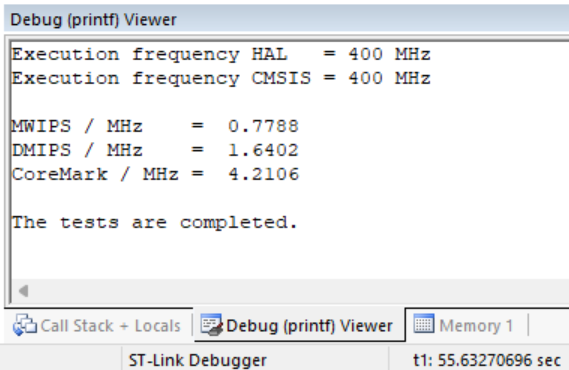 Debug (printf) Viewer
Execution frequency HAL   = 400 MHz
Execution frequency CMSIS = 400 MHz
MWIPS / MHz    =  0.7788
DMIPS / MHz    =  1.6402
CoreMark / MHz =  4.2106
The tests are completed.
Call Stack + Locals Debug (printf) Viewer Memory 1
ST-Link Debugger t1: 55.63270696 sec